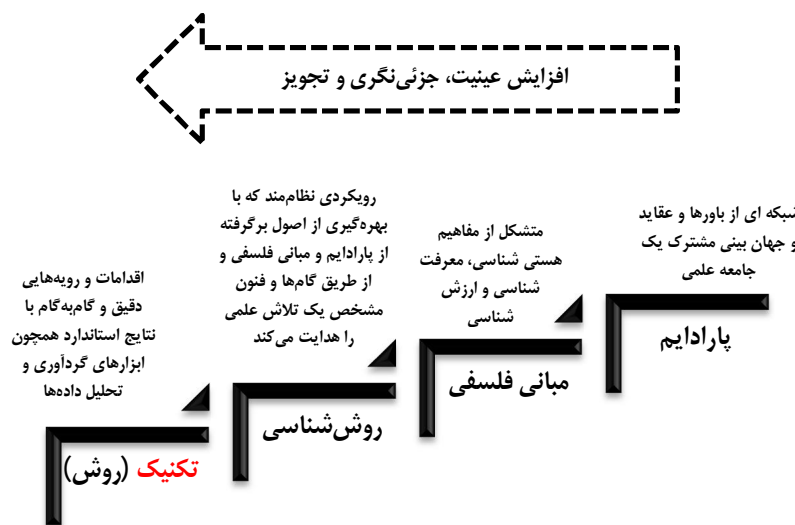 افزایش عینیت، جزئی‌نگری و تجویز
شبکه ای از باورها و عقاید
و جهان بینی مشترک یک
جامعه علمی
پارادایم
متشکل از مفاهیم
هستی شناسی، معرفت
شناسی و ارزش
شناسی
مبانی فلسفی
رویکردی نظام‌مند که با
بهره‌گیری از اصول برگرفته
از پارادایم و مبانی فلسفی و
از طریق گام‌ها و فنون
مشخص یک تلاش علمی
را هدایت می‌کند
روش‌شناسی
اقدامات و رویه‌هایی
دقیق و گام‌به‌گام با
نتایج استاندارد همچون
ابزارهای گردآوری و
تحلیل داده‌ها
تکنیک (روش)